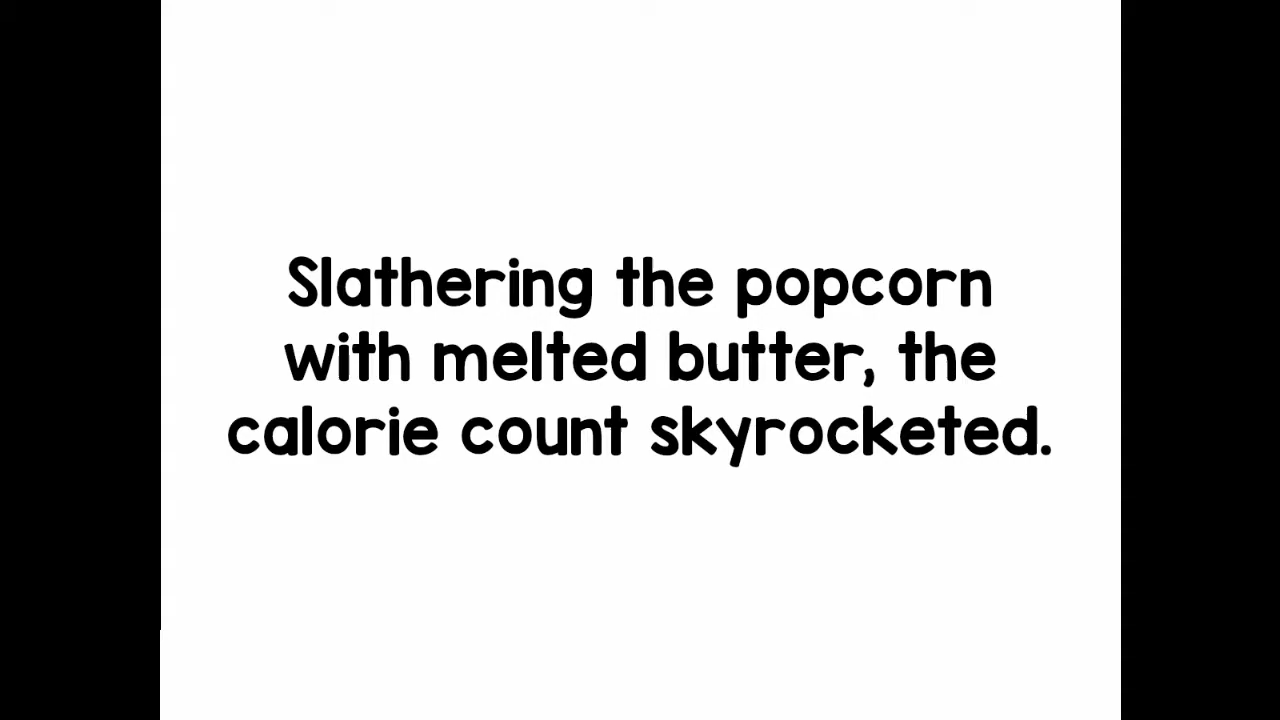 Slathering the popcorn
with melted butter, the
calorie count skyrocketed.